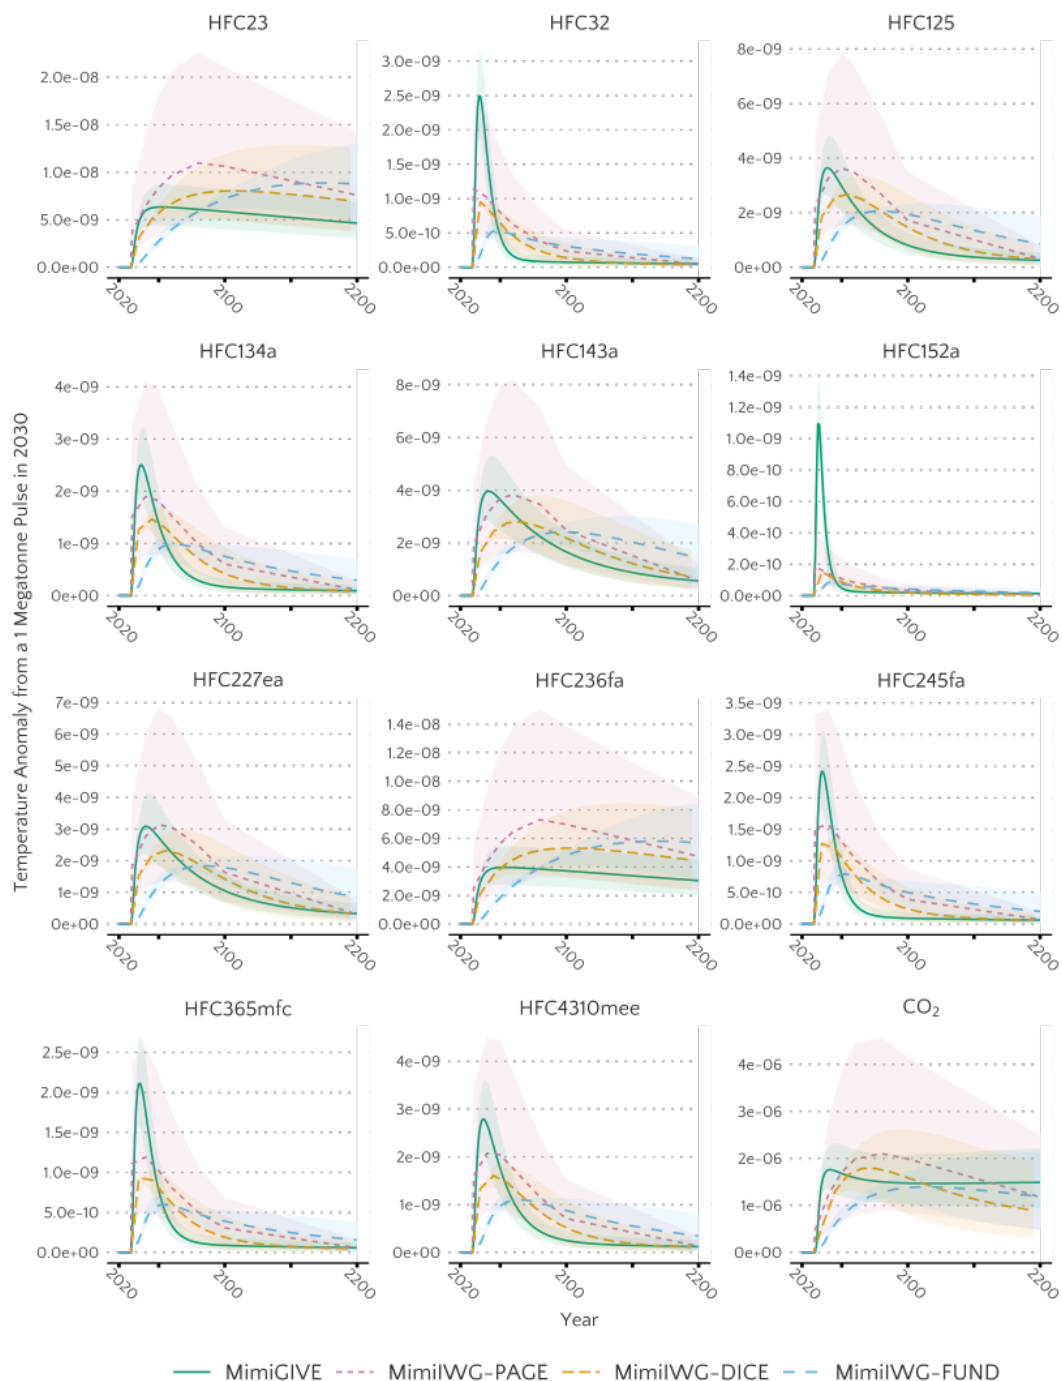 HFC23 HFC32 HFC125
2.0e-08
1.5e-08
1.0e-08
5.0e-09
0.0e+00
2020 2100 2200
3.0e-09
2.5e-09
2.0e-09
1.5e-09
1.0e-09
5.0e-10
0.0e+00
2020 2100 2200
8e-09
6e-09
4e-09
2e-09
0e+00
2020 2100 2200
HFC134a HFC143a HFC152a
4e-09
3e-09
2e-09
1e-09
0e+00
2020 2100 2200
8e-09
6e-09
4e-09
2e-09
0e+00
2020 2100 2200
1.4e-09
1.2e-09
1.0e-09
8.0e-10
6.0e-10
4.0e-10
2.0e-10
0.0e+00
2020 2100 2200
Temperature Anomaly from a 1 Megatonne Pulse in 2030
HFC227ea HFC236fa HFC245fa
7e-09
6e-09
5e-09
4e-09
3e-09
2e-09
1e-09
0e+00
2020 2100 2200
1.4e-08
1.2e-08
1.0e-08
8.0e-09
6.0e-09
4.0e-09
2.0e-09
0.0e+00
2020 2100 2200
3.5e-09
3.0e-09
2.5e-09
2.0e-09
1.5e-09
1.0e-09
5.0e-10
0.0e+00
2020 2100 2200
HFC365mfc HFC4310mee CO₂
2.5e-09
2.0e-09
1.5e-09
1.0e-09
5.0e-10
0.0e+00
2020 2100 2200
4e-09
3e-09
2e-09
1e-09
0e+00
2020 2100 2200
4e-06
3e-06
2e-06
1e-06
0e+00
2020 2100 2200
Year
MimiGIVE MimiIWG-PAGE MimiIWG-DICE MimiIWG-FUND